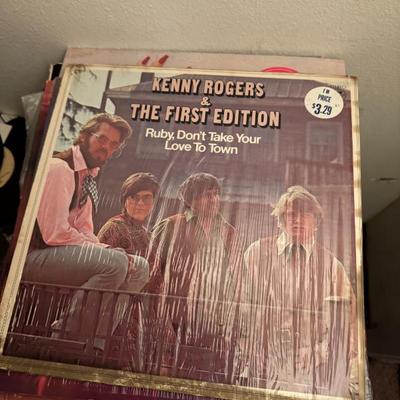 KENNY ROGERS
&
THE FIRST EDITION
Ruby, Don't Take Your
Love To Town
PRICE
$3.29